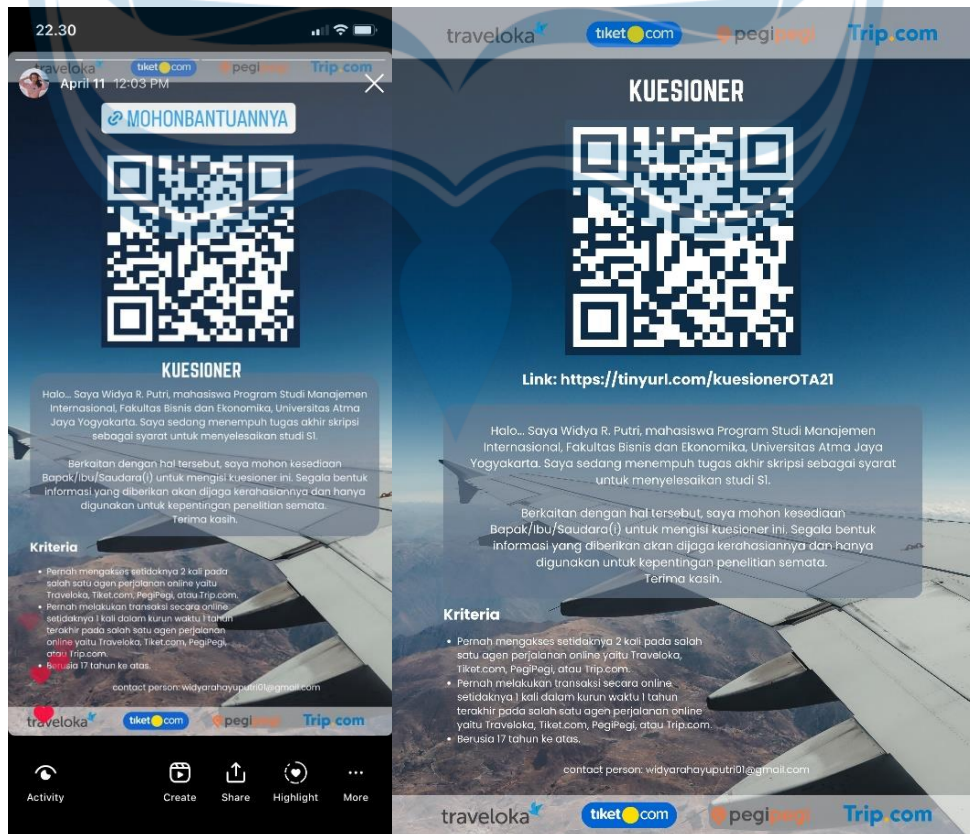 22.30
traveloka
tiket com
pegipegi
Trip.com
April 11 12:03 PM
MOHONBANTUANNYA
KUESIONER
Halo... Saya Widya R. Putri, mahasiswa Program Studi Manajemen
Internasional, Fakultas Bisnis dan Ekonomika, Universitas Atma
Jaya Yogyakarta. Saya sedang menempuh tugas akhir skripsi
sebagai syarat untuk menyelesaikan studi S1.
Berkaitan dengan hal tersebut, saya mohon kesediaan
Bapak/Ibu/Saudara(i) untuk mengisi kuesioner ini. Segala bentuk
informasi yang diberikan akan dijaga kerahasiannya dan hanya
digunakan untuk kepentingan penelitian semata.
Terima kasih.
Kriteria
• Pernah mengakses setidaknya 2 kali pada
salah satu agen perjalanan online yaitu
Traveloka, Tiket.com, PegiPegi, atau Trip.com.
• Pernah melakukan transaksi secara online
setidaknya 1 kali dalam kurun waktu 1 tahun
terakhir pada salah satu agen perjalanan
online yaitu Traveloka, Tiket.com, PegiPegi,
atau Trip.com.
• Berusia 17 tahun ke atas.
contact person: widyarahayuputri01@gmail.com
traveloka
tiket com
pegipegi
Trip.com
Activity
Create
Share
Highlight
More
traveloka
tiket com
pegipegi
Trip.com
KUESIONER
Link: https://tinyurl.com/kuesionerOTA21
Halo... Saya Widya R. Putri, mahasiswa Program Studi Manajemen
Internasional, Fakultas Bisnis dan Ekonomika, Universitas Atma Jaya
Yogyakarta. Saya sedang menempuh tugas akhir skripsi sebagai syarat
untuk menyelesaikan studi S1.
Berkaitan dengan hal tersebut, saya mohon kesediaan
Bapak/Ibu/Saudara(i) untuk mengisi kuesioner ini. Segala bentuk
informasi yang diberikan akan dijaga kerahasiannya dan hanya
digunakan untuk kepentingan penelitian semata.
Terima kasih.
Kriteria
• Pernah mengakses setidaknya 2 kali pada salah
satu agen perjalanan online yaitu Traveloka,
Tiket.com, PegiPegi, atau Trip.com.
• Pernah melakukan transaksi secara online
setidaknya 1 kali dalam kurun waktu 1 tahun
terakhir pada salah satu agen perjalanan online
yaitu Traveloka, Tiket.com, PegiPegi, atau Trip.com.
• Berusia 17 tahun ke atas.
contact person: widyarahayuputri01@gmail.com
traveloka
tiket com
pegipegi
Trip.com